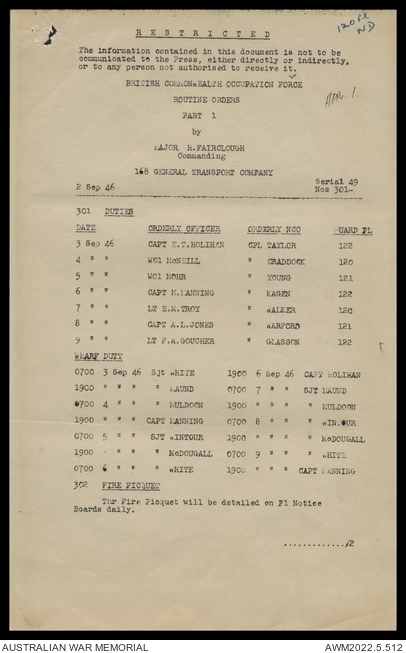 R E S T R I C T E D
120 Pl
N.D.
The information contained in this document is not to be
communicated to the Press, either directly or indirectly,
or to any person not authorised to receive it.
BRITISH COMMONWEALTH OCCUPATION FORCE
ROUTINE ORDERS
PART 1
by
MAJOR H.FAIRCLOUGH
Commanding
168 GENERAL TRANSPORT COMPANY
2 Sep 46 Serial 49
Nos 301-
301 DUTIES
DATE ORDERLY OFFICER ORDERLY NCO GUARD PL
3 Sep 46 CAPT E.T.HOLIHAN CPL TAYLOR 122
4 " " WO1 McNEILL " CRADDOCK 120
5 " " WO1 MOHR " YOUNG 121
6 " " CAPT M.MANNING " KAGEN 122
7 " " LT E.K.TROY " WALKER 120
8 " " CAPT A.L.JONES " WARFORD 121
9 " " LT F.A.GOUCHER " GLASSON 122
WHARF DUTY
0700 3 Sep 46 Sjt WHITE 1900 6 Sep 46 CAPT HOLIHAN
1900 " " " " MAUND 0700 7 " " SJT MAUND
0700 4 " " " MULDOON 1900 " " " " MULDOON
1900 " " " CAPT MANNING 0700 8 " " " WINTOUR
0700 5 " " SJT WINTOUR 1900 " " " " McDOUGALL
1900 " " " McDOUGALL 0700 9 " " " WHITE
0700 6 " " " WHITE 1900 " " " CAPT MANNING
302 FIRE PICQUET
Thr Fire Picquet will be detailed on Pl Notice
Boards daily.
............./2
AUSTRALIAN WAR MEMORIAL AWM2022.5.512